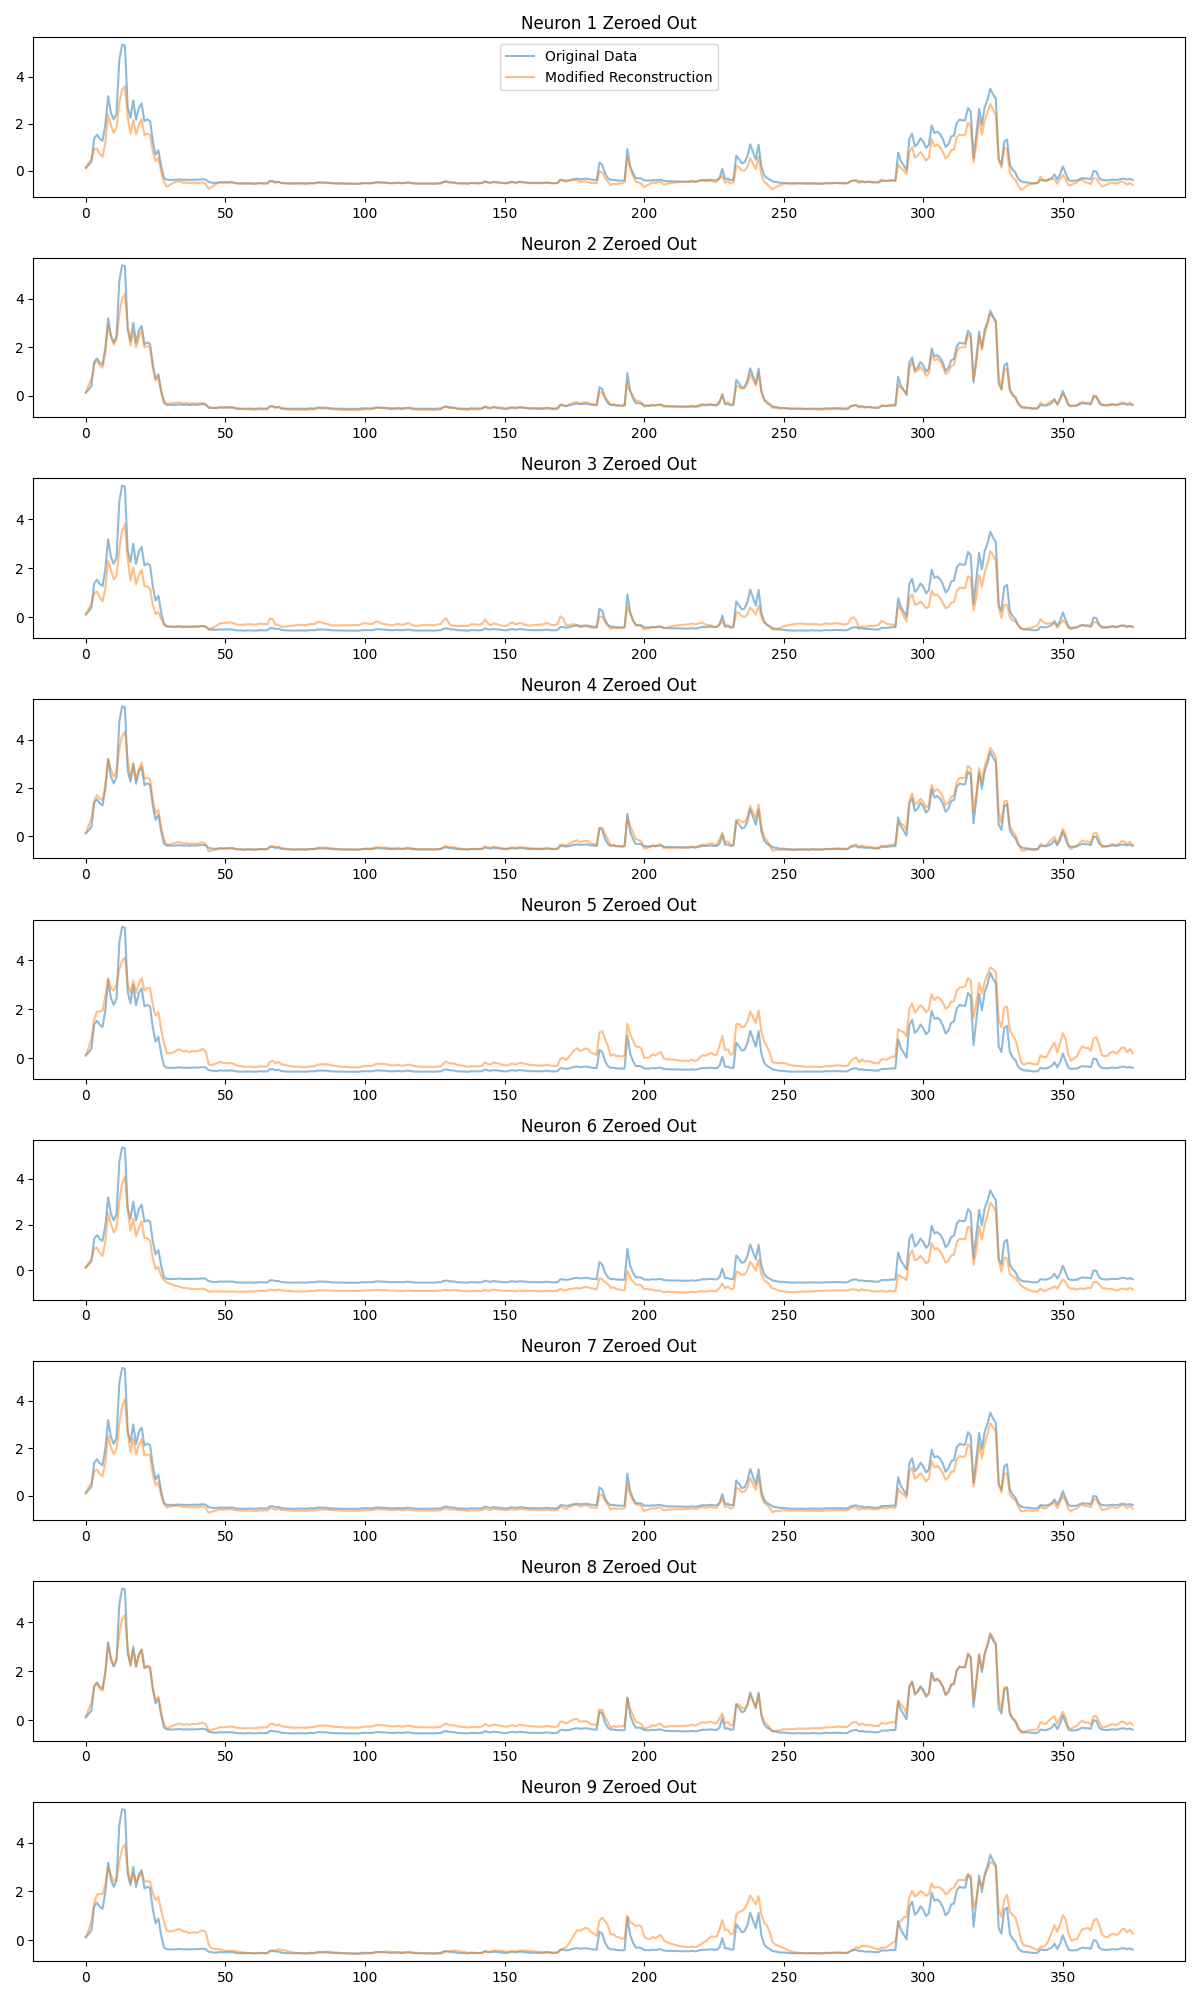 Neuron 1 Zeroed Out
Original Data
Modified Reconstruction
4
2
0
0 50 100 150 200 250 300 350
Neuron 2 Zeroed Out
4
2
0
0 50 100 150 200 250 300 350
Neuron 3 Zeroed Out
4
2
0
0 50 100 150 200 250 300 350
Neuron 4 Zeroed Out
4
2
0
0 50 100 150 200 250 300 350
Neuron 5 Zeroed Out
4
2
0
0 50 100 150 200 250 300 350
Neuron 6 Zeroed Out
4
2
0
0 50 100 150 200 250 300 350
Neuron 7 Zeroed Out
4
2
0
0 50 100 150 200 250 300 350
Neuron 8 Zeroed Out
4
2
0
0 50 100 150 200 250 300 350
Neuron 9 Zeroed Out
4
2
0
0 50 100 150 200 250 300 350